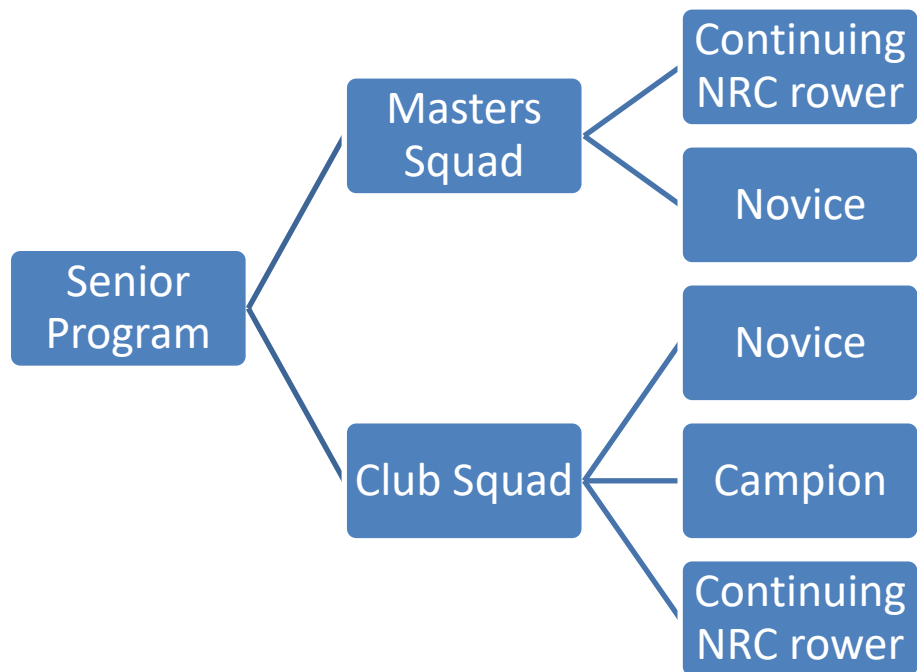 Senior
Program
Masters
Squad
Continuing
NRC rower
Novice
Club Squad
Novice
Campion
Continuing
NRC rower